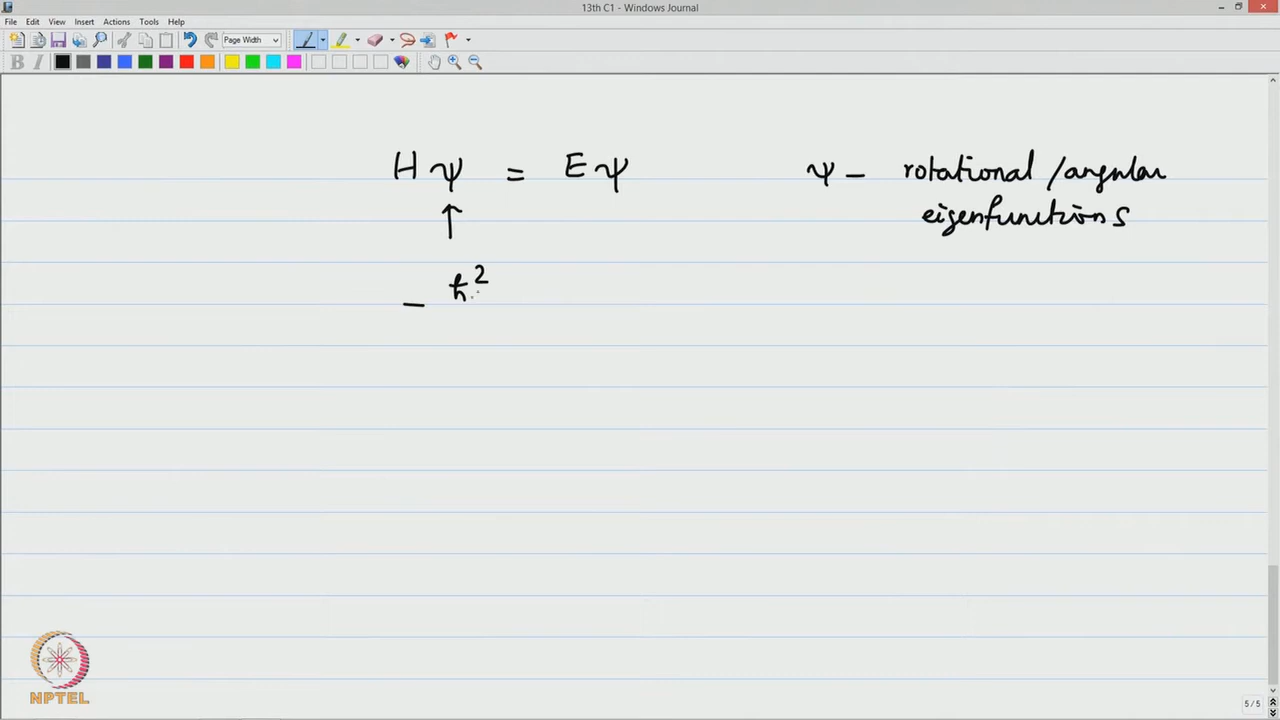 13th C1 - Windows Journal
File Edit View Insert Actions Tools Help
Page Width
B I
Hψ = Eψ ψ – rotational / angular
eigenfunctions
↑
– ħ²
NPTEL
5 / 5